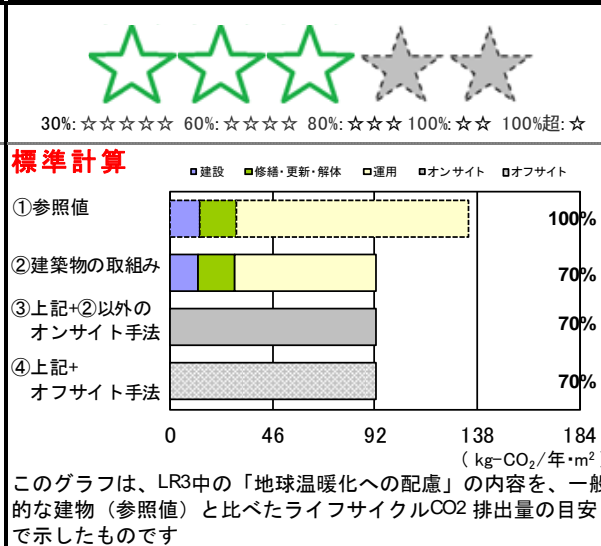 30%: ☆☆☆☆☆ 60%: ☆☆☆☆ 80%: ☆☆☆ 100%: ☆☆ 100%超: ☆
標準計算
■建設 ■修繕・更新・解体 □運用 ■オンサイト □オフサイト
①参照値 100%
②建築物の取組み 70%
③上記+②以外の
オンサイト手法 70%
④上記+
オフサイト手法 70%
0 46 92 138 184
( kg-CO₂/年・m² )
このグラフは、LR3中の「地球温暖化への配慮」の内容を、一般
的な建物（参照値）と比べたライフサイクルCO2 排出量の目安
で示したものです